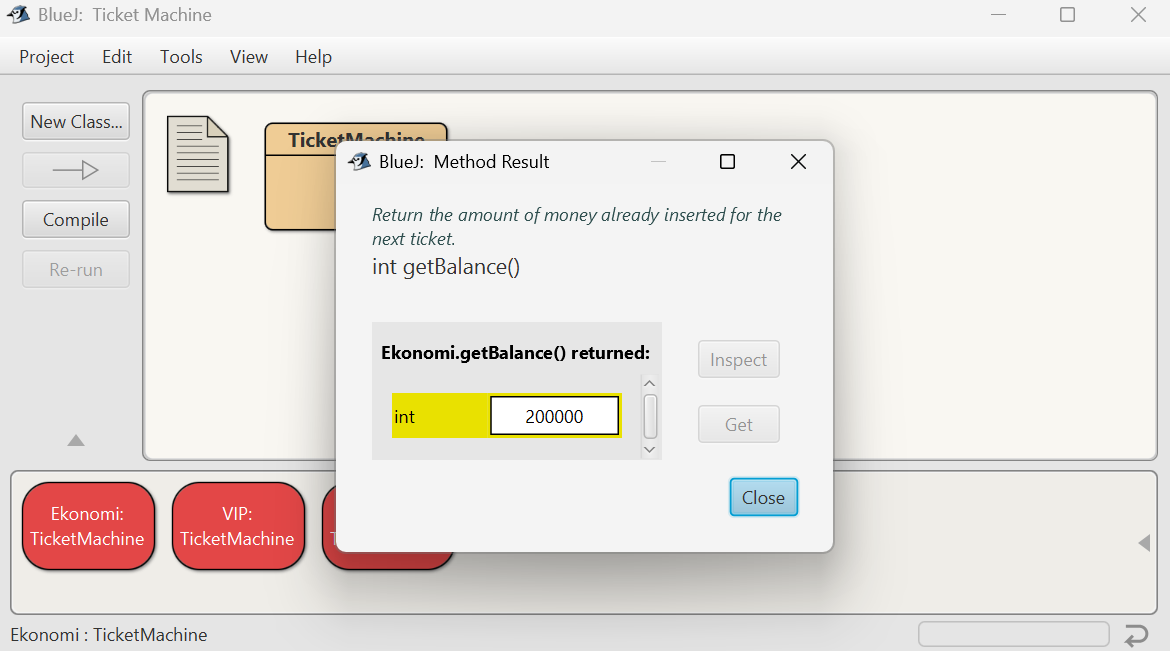 BlueJ: Ticket Machine
Project Edit Tools View Help
New Class...
Compile
Re-run
TicketMachine
BlueJ: Method Result
Return the amount of money already inserted for the
next ticket.
int getBalance()
Ekonomi.getBalance() returned:
int 200000
Inspect
Get
Close
Ekonomi:
TicketMachine
VIP:
TicketMachine
Ekonomi : TicketMachine